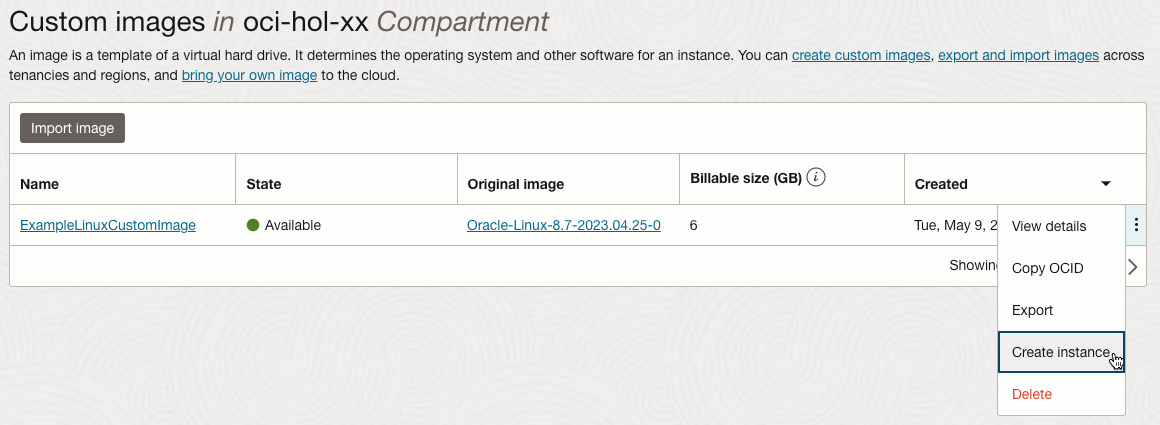 Custom images in oci-hol-xx Compartment
An image is a template of a virtual hard drive. It determines the operating system and other software for an instance. You can create custom images, export and import images across
tenancies and regions, and bring your own image to the cloud.
Import image
Name State Original image Billable size (GB) i Created
ExampleLinuxCustomImage Available Oracle-Linux-8.7-2023.04.25-0 6 Tue, May 9, 2
View details
Showing
Copy OCID
Export
Create instance
Delete